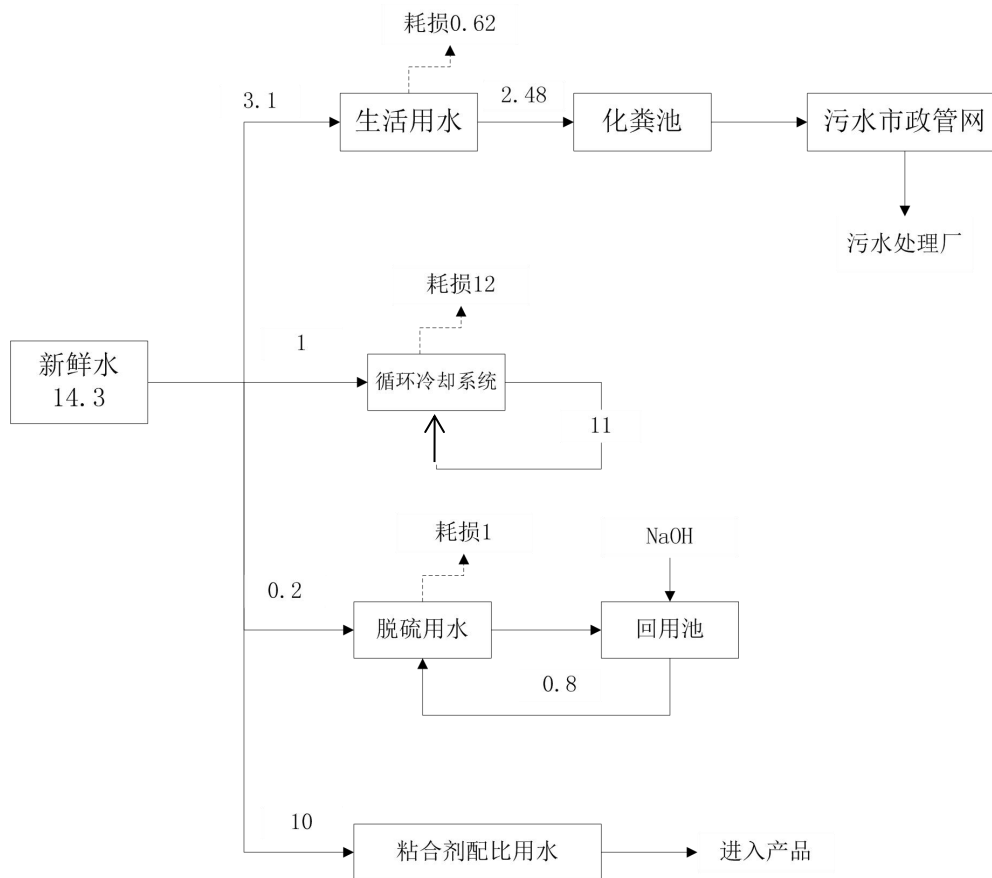 耗损0.62
3.1
生活用水
2.48
化粪池
污水市政管网
污水处理厂
耗损12
新鲜水
14.3
1
循环冷却系统
11
耗损1
NaOH
0.2
脱硫用水
回用池
0.8
10
粘合剂配比用水
进入产品